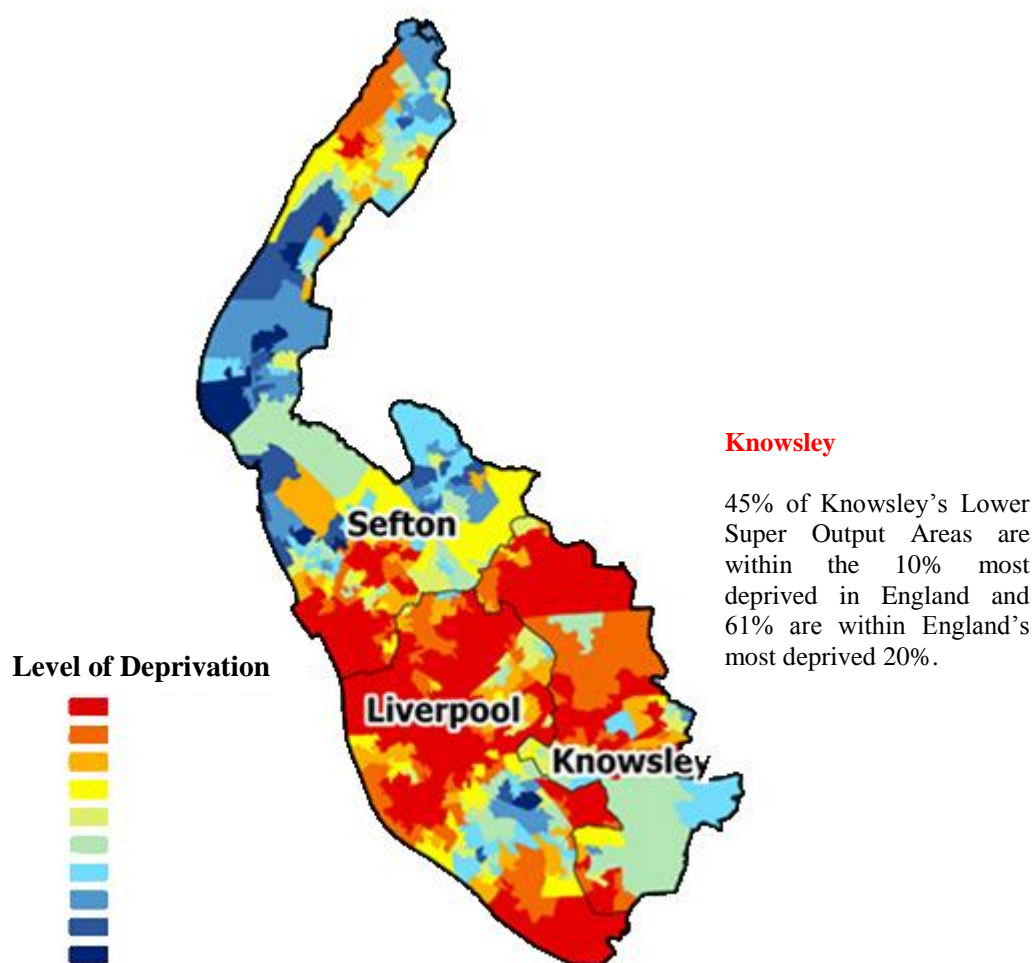 Sefton
Knowsley
45% of Knowsley’s Lower
Super Output Areas are
within the 10% most
deprived in England and
61% are within England’s
most deprived 20%.
Level of Deprivation
Liverpool
Knowsley